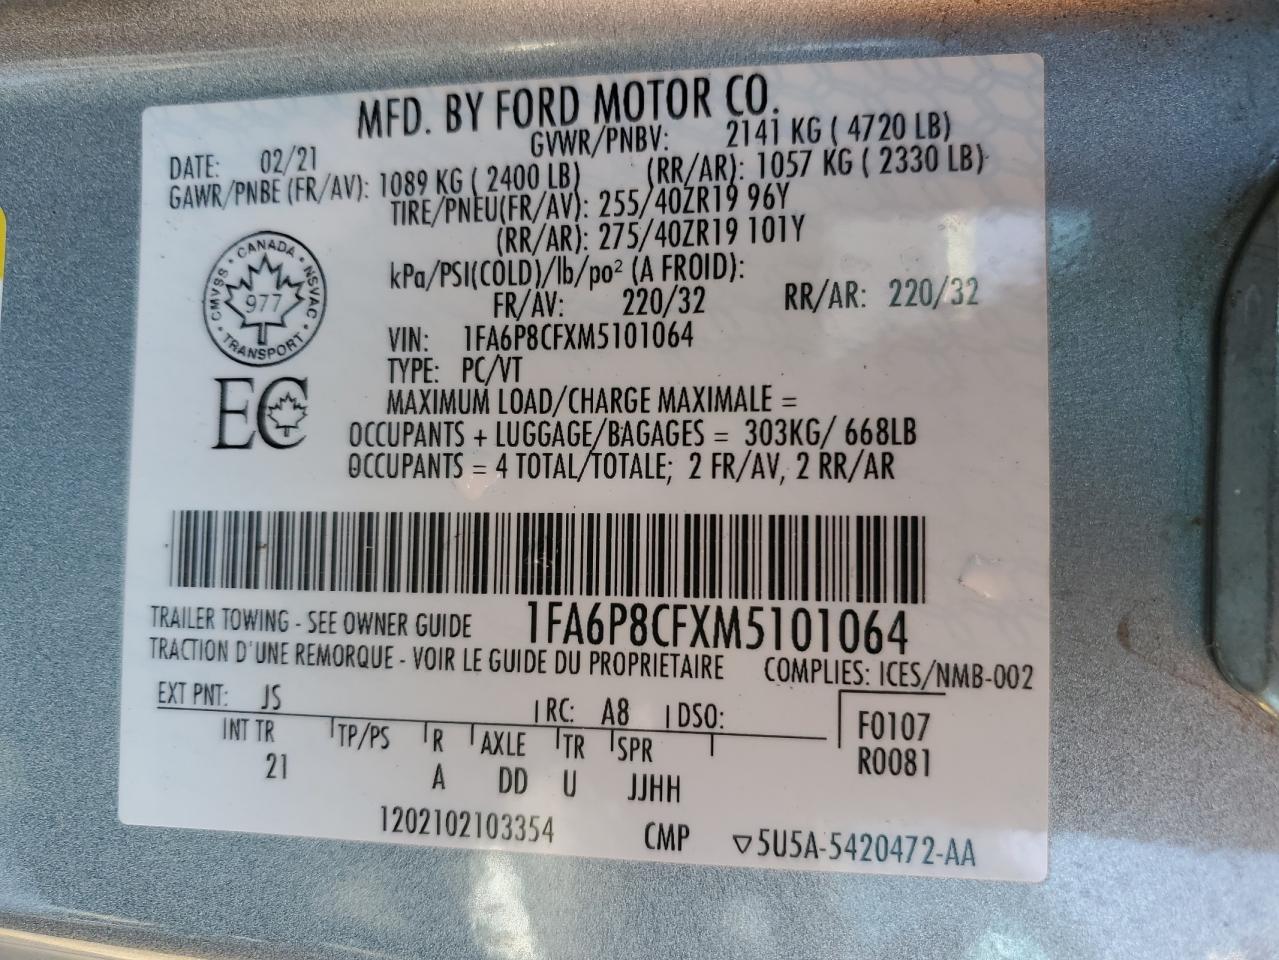 MFD. BY FORD MOTOR CO.
DATE: 02/21 GVWR/PNBV: 2141 KG ( 4720 LB)
GAWR/PNBE (FR/AV): 1089 KG ( 2400 LB) (RR/AR): 1057 KG ( 2330 LB)
TIRE/PNEU(FR/AV): 255/40ZR19 96Y
(RR/AR): 275/40ZR19 101Y
kPa/PSI(COLD)/lb/po² (A FROID):
FR/AV: 220/32 RR/AR: 220/32
CANADA
CMVSS 977 NSVAC
TRANSPORT
VIN: 1FA6P8CFXM5101064
TYPE: PC/VT
EC
MAXIMUM LOAD/CHARGE MAXIMALE =
OCCUPANTS + LUGGAGE/BAGAGES = 303KG/ 668LB
OCCUPANTS = 4 TOTAL/TOTALE; 2 FR/AV, 2 RR/AR
TRAILER TOWING - SEE OWNER GUIDE 1FA6P8CFXM5101064
TRACTION D'UNE REMORQUE - VOIR LE GUIDE DU PROPRIETAIRE COMPLIES: ICES/NMB-002
EXT PNT: JS RC: A8 DSO: F0107
INT TR TP/PS R AXLE TR SPR R0081
21 A DD U JJHH
1202102103354 CMP ▽5U5A-5420472-AA